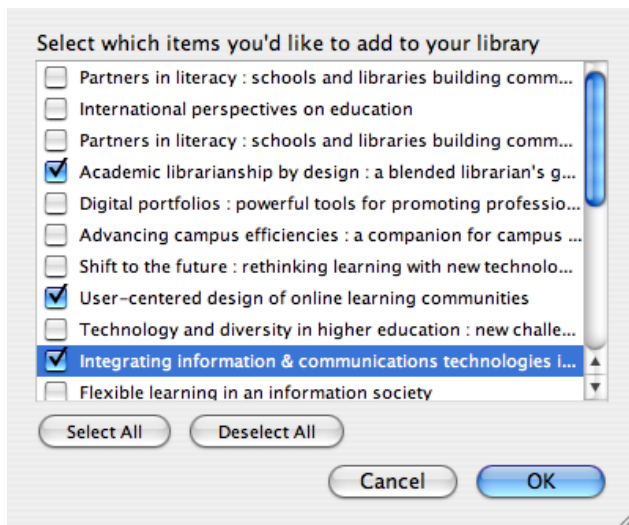 Select which items you'd like to add to your library
Partners in literacy : schools and libraries building comm...
International perspectives on education
Partners in literacy : schools and libraries building comm...
Academic librarianship by design : a blended librarian's g...
Digital portfolios : powerful tools for promoting professio...
Advancing campus efficiencies : a companion for campus ...
Shift to the future : rethinking learning with new technolo...
User-centered design of online learning communities
Technology and diversity in higher education : new challe...
Integrating information & communications technologies i...
Flexible learning in an information society
Select All Deselect All
Cancel OK